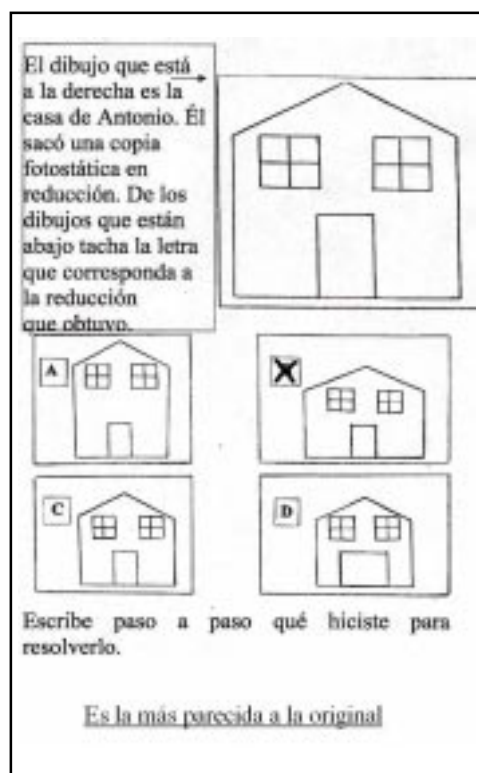 El dibujo que está
a la derecha es la
casa de Antonio. Él
sacó una copia
fotostática en
reducción. De los
dibujos que están
abajo tacha la letra
que corresponda a
la reducción
que obtuvo.
A
C
D
Escribe paso a paso qué hiciste para
resolverlo.
Es la más parecida a la original